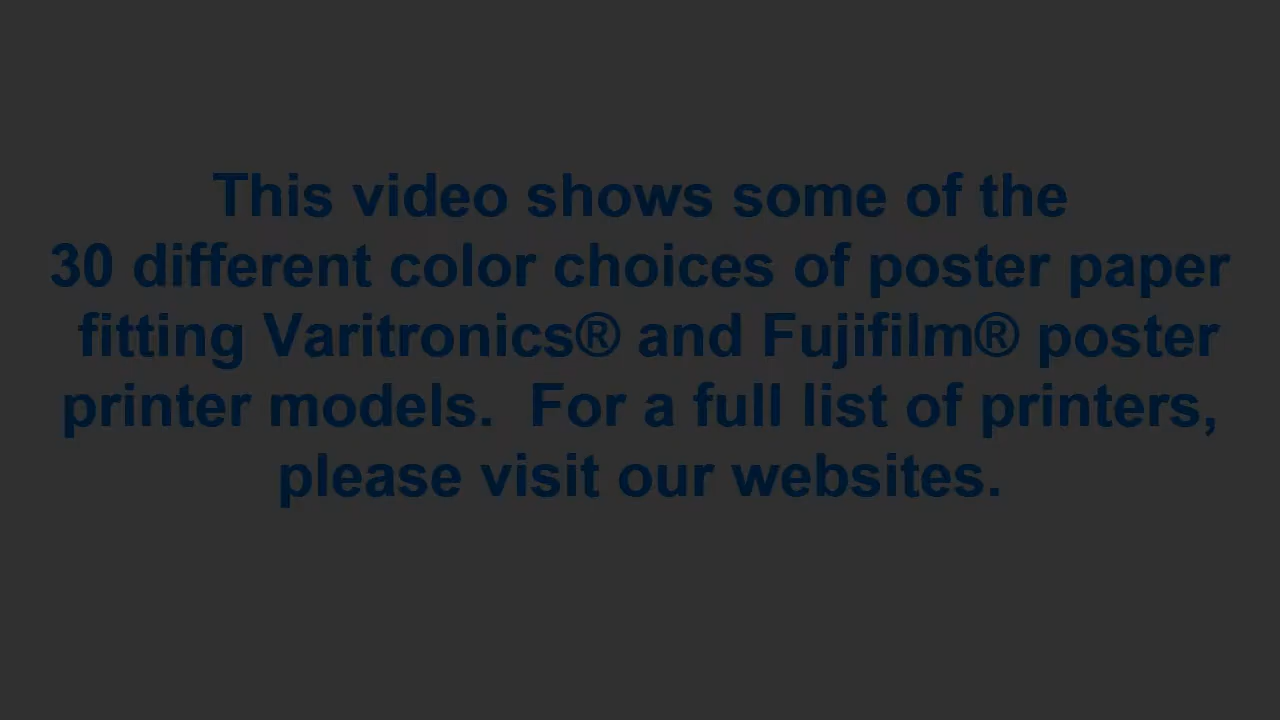 This video shows some of the
30 different color choices of poster paper
fitting Varitronics® and Fujifilm® poster
printer models.  For a full list of printers,
please visit our websites.